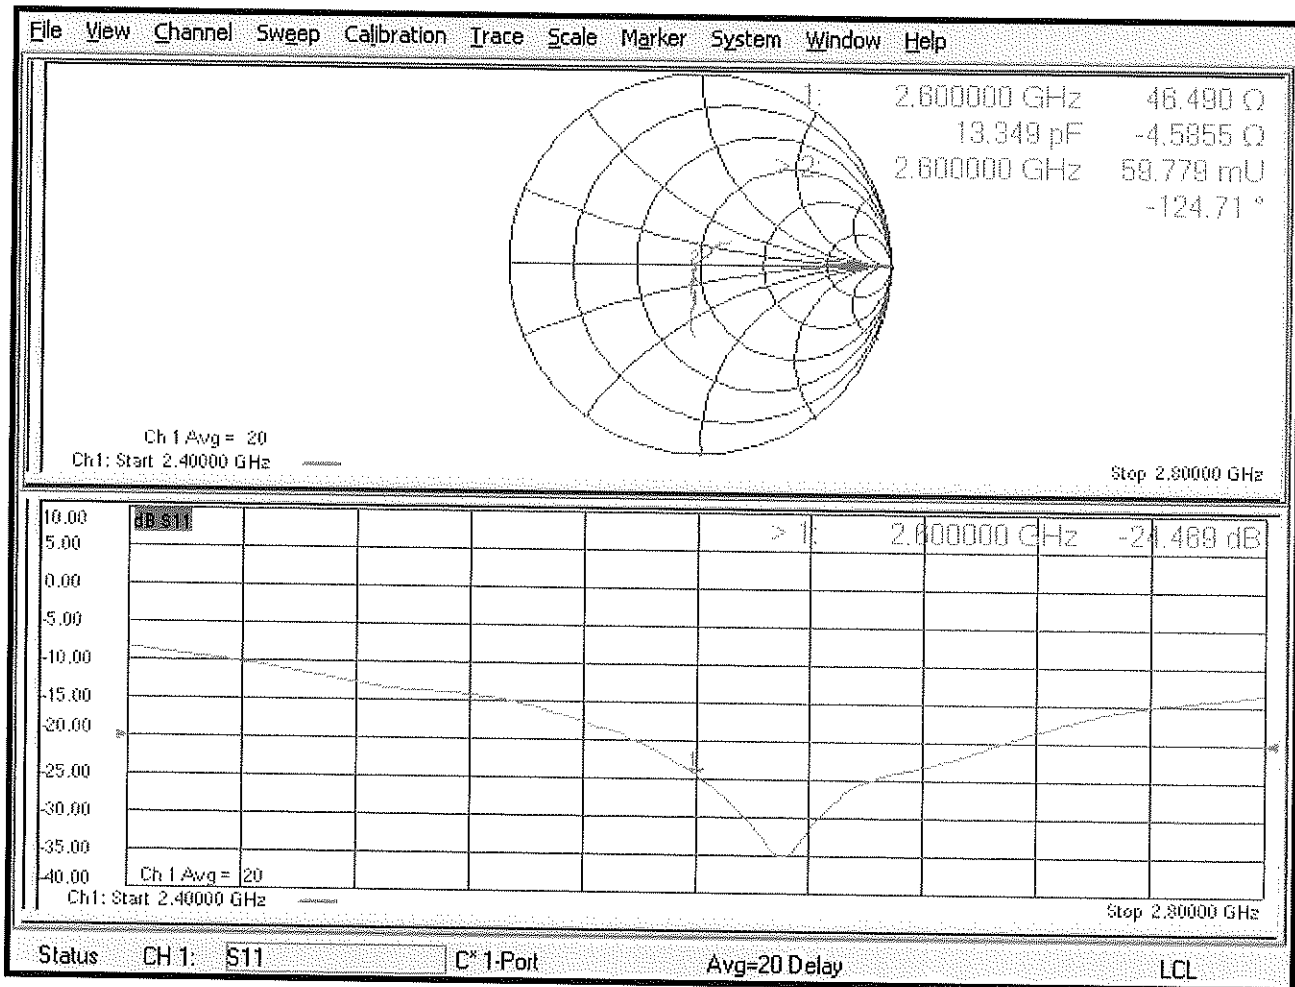 File View Channel Sweep Calibration Trace Scale Marker System Window Help
1: 2.600000 GHz 46.490 Ω
13.349 pF -4.5855 Ω
> 2: 2.600000 GHz 59.779 mU
-124.71 °
2
Ch 1 Avg = 20
Ch1: Start 2.40000 GHz
Stop 2.80000 GHz
10.00
dB S11
> 1: 2.600000 GHz -24.469 dB
5.00
0.00
-5.00
-10.00
-15.00
-20.00
1
-25.00
-30.00
-35.00
-40.00
Ch 1 Avg = 20
Ch1: Start 2.40000 GHz
Stop 2.80000 GHz
Status CH 1: S11 C* 1-Port Avg=20 Delay LCL